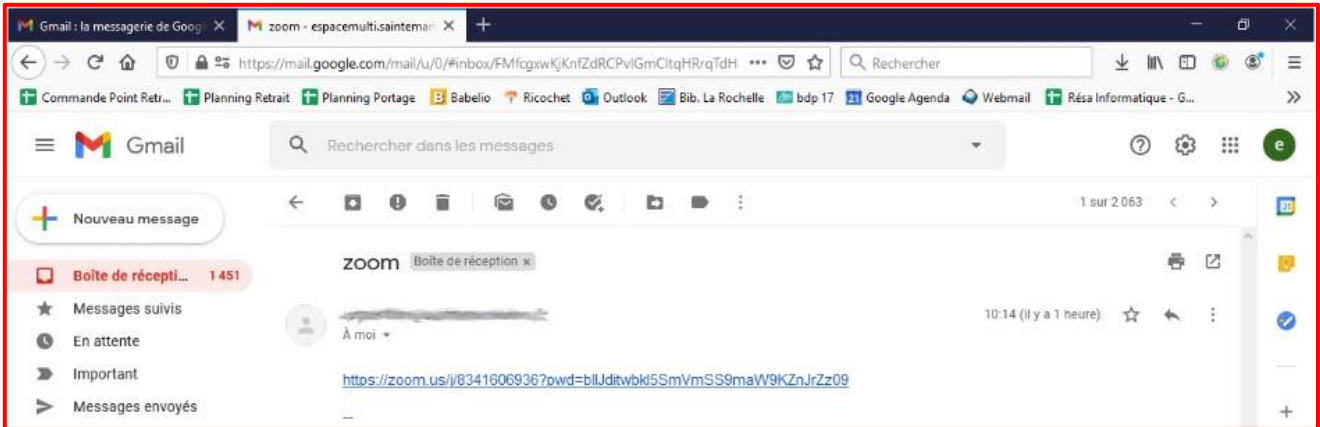 Gmail : la messagerie de Googl
zoom - espacemulti.saintemari
https://mail.google.com/mail/u/0/#inbox/FMfcgxwKjKnfZdRCPvlGmCltqHRrqTdH
Rechercher
Commande Point Retr... Planning Retrait Planning Portage Babelio Ricochet Outlook Bib. La Rochelle bdp 17 Google Agenda Webmail Résa Informatique - G...
Gmail
Rechercher dans les messages
e
Nouveau message
1 sur 2 063
31
zoom Boîte de réception x
Boîte de récepti... 1 451
Messages suivis
10:14 (il y a 1 heure)
À moi
En attente
Important
https://zoom.us/j/8341606936?pwd=bllJditwbkl5SmVmSS9maW9KZnJrZz09
Messages envoyés
--